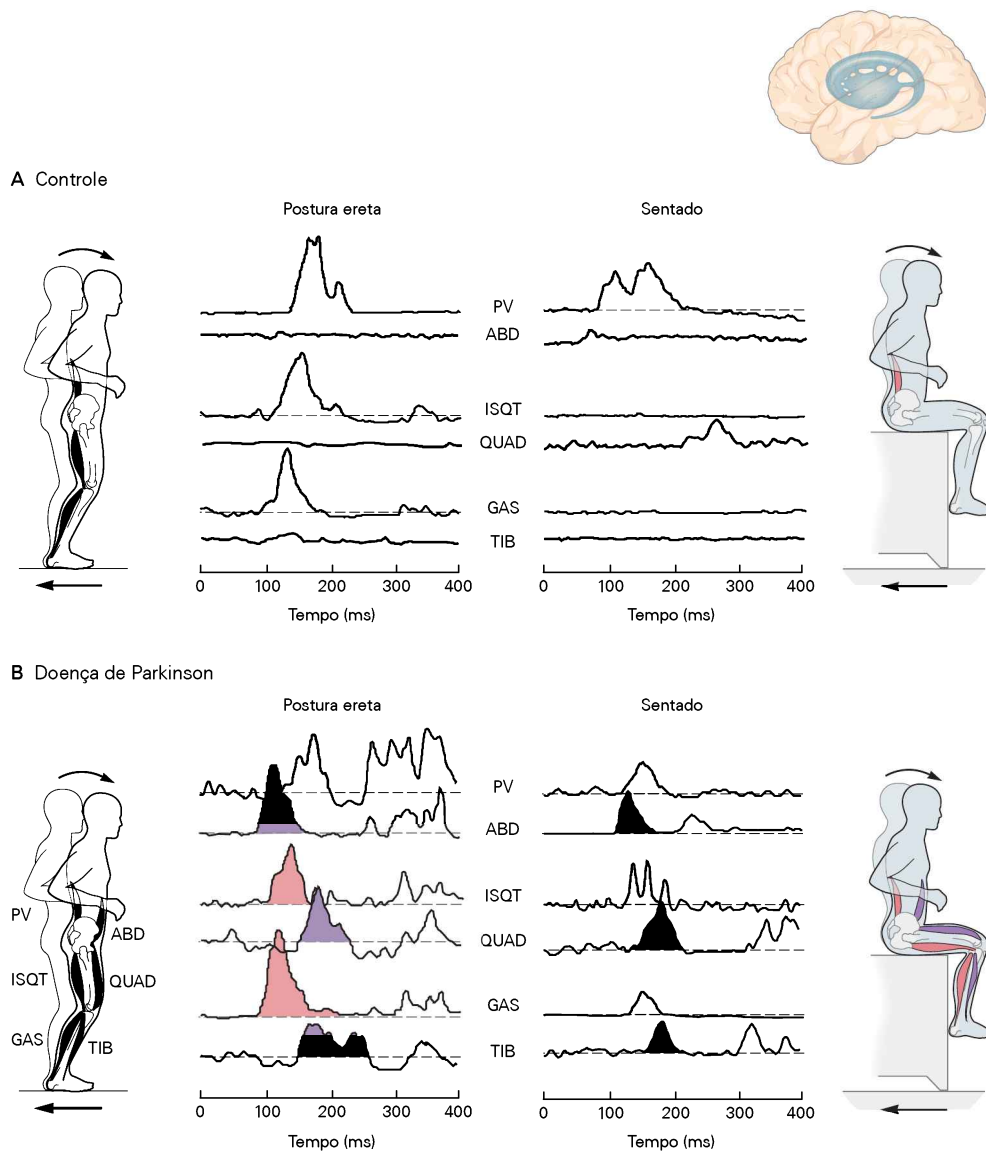 A Controle
Postura ereta
Sentado
PV
ABD
ISQT
QUAD
GAS
TIB
0 100 200 300 400
0 100 200 300 400
Tempo (ms)
Tempo (ms)
B Doença de Parkinson
Postura ereta
Sentado
PV
ABD
ISQT
QUAD
GAS
TIB
PV
ABD
ISQT
QUAD
GAS
TIB
0 100 200 300 400
0 100 200 300 400
Tempo (ms)
Tempo (ms)